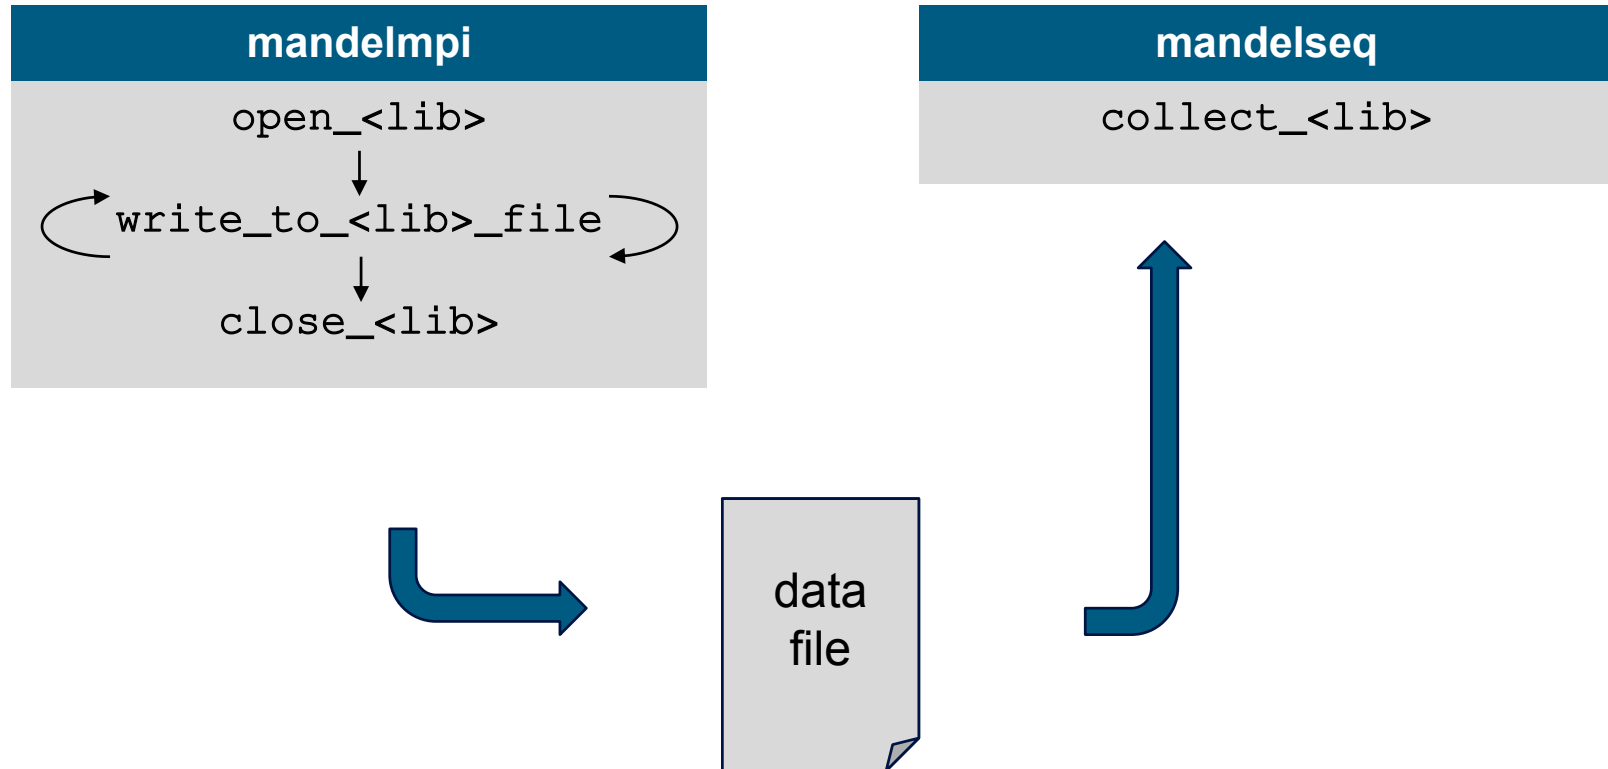 mandelmpi
open_<lib>
write_to_<lib>_file
close_<lib>
mandelseq
collect_<lib>
data
file